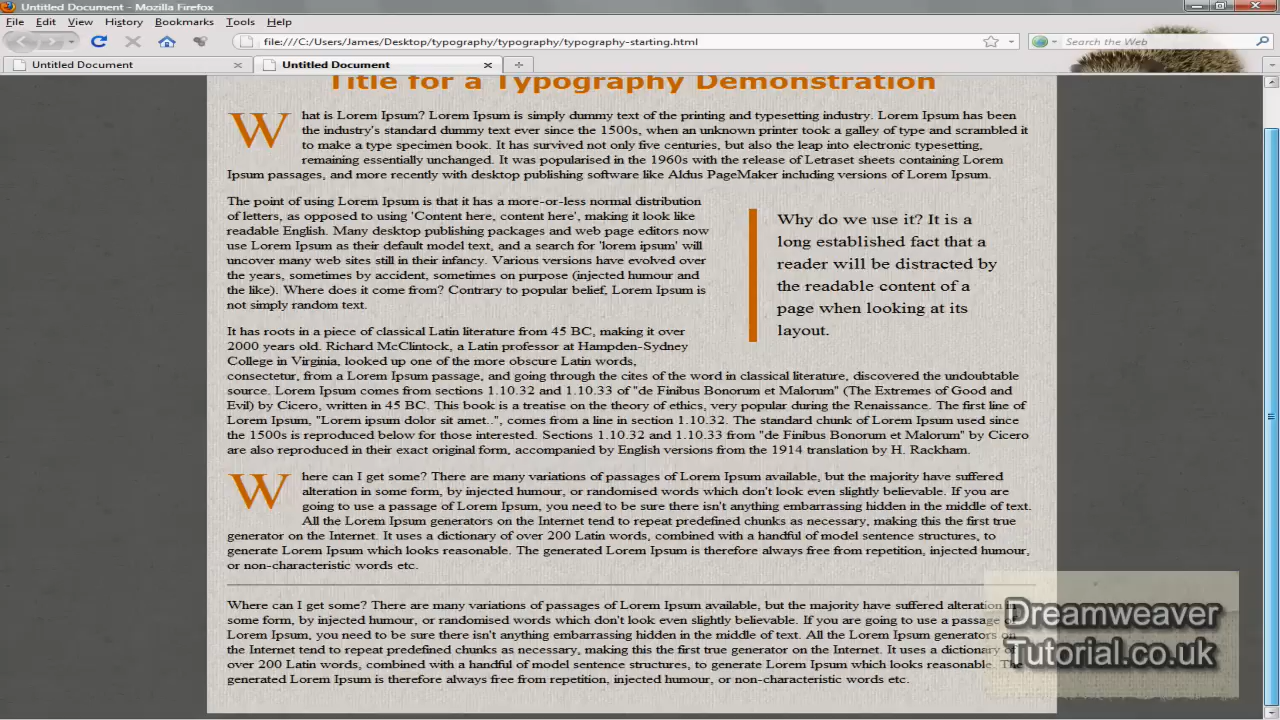 Untitled Document - Mozilla Firefox
File Edit View History Bookmarks Tools Help
file:///C:/Users/James/Desktop/typography/typography/typography-starting.html
Search the Web
Untitled Document
Untitled Document
Title for a Typography Demonstration
What is Lorem Ipsum? Lorem Ipsum is simply dummy text of the printing and typesetting industry. Lorem Ipsum has been
the industry's standard dummy text ever since the 1500s, when an unknown printer took a galley of type and scrambled it
to make a type specimen book. It has survived not only five centuries, but also the leap into electronic typesetting,
remaining essentially unchanged. It was popularised in the 1960s with the release of Letraset sheets containing Lorem
Ipsum passages, and more recently with desktop publishing software like Aldus PageMaker including versions of Lorem Ipsum.
The point of using Lorem Ipsum is that it has a more-or-less normal distribution
of letters, as opposed to using 'Content here, content here', making it look like
readable English. Many desktop publishing packages and web page editors now
use Lorem Ipsum as their default model text, and a search for 'lorem ipsum' will
uncover many web sites still in their infancy. Various versions have evolved over
the years, sometimes by accident, sometimes on purpose (injected humour and
the like). Where does it come from? Contrary to popular belief, Lorem Ipsum is
not simply random text.
Why do we use it? It is a
long established fact that a
reader will be distracted by
the readable content of a
page when looking at its
layout.
It has roots in a piece of classical Latin literature from 45 BC, making it over
2000 years old. Richard McClintock, a Latin professor at Hampden-Sydney
College in Virginia, looked up one of the more obscure Latin words,
consectetur, from a Lorem Ipsum passage, and going through the cites of the word in classical literature, discovered the undoubtable
source. Lorem Ipsum comes from sections 1.10.32 and 1.10.33 of "de Finibus Bonorum et Malorum" (The Extremes of Good and
Evil) by Cicero, written in 45 BC. This book is a treatise on the theory of ethics, very popular during the Renaissance. The first line of
Lorem Ipsum, "Lorem ipsum dolor sit amet..", comes from a line in section 1.10.32. The standard chunk of Lorem Ipsum used since
the 1500s is reproduced below for those interested. Sections 1.10.32 and 1.10.33 from "de Finibus Bonorum et Malorum" by Cicero
are also reproduced in their exact original form, accompanied by English versions from the 1914 translation by H. Rackham.
Where can I get some? There are many variations of passages of Lorem Ipsum available, but the majority have suffered
alteration in some form, by injected humour, or randomised words which don't look even slightly believable. If you are
going to use a passage of Lorem Ipsum, you need to be sure there isn't anything embarrassing hidden in the middle of text.
All the Lorem Ipsum generators on the Internet tend to repeat predefined chunks as necessary, making this the first true
generator on the Internet. It uses a dictionary of over 200 Latin words, combined with a handful of model sentence structures, to
generate Lorem Ipsum which looks reasonable. The generated Lorem Ipsum is therefore always free from repetition, injected humour,
or non-characteristic words etc.
Where can I get some? There are many variations of passages of Lorem Ipsum available, but the majority have suffered alteration in
some form, by injected humour, or randomised words which don't look even slightly believable. If you are going to use a passage of
Lorem Ipsum, you need to be sure there isn't anything embarrassing hidden in the middle of text. All the Lorem Ipsum generators on
the Internet tend to repeat predefined chunks as necessary, making this the first true generator on the Internet. It uses a dictionary of
over 200 Latin words, combined with a handful of model sentence structures, to generate Lorem Ipsum which looks reasonable. The
generated Lorem Ipsum is therefore always free from repetition, injected humour, or non-characteristic words etc.
Dreamweaver
Tutorial.co.uk